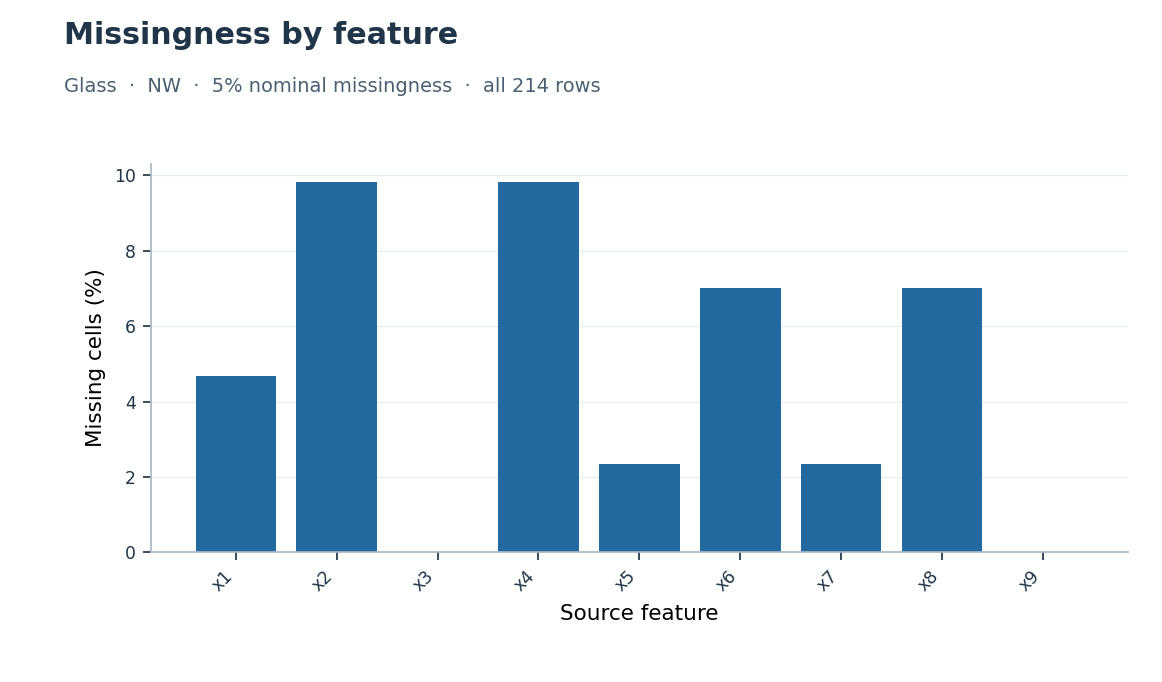 Missingness by feature
Glass · NW · 5% nominal missingness · all 214 rows
10
8
6
4
2
0
Missing cells (%)
x1 x2 x3 x4 x5 x6 x7 x8 x9
Source feature